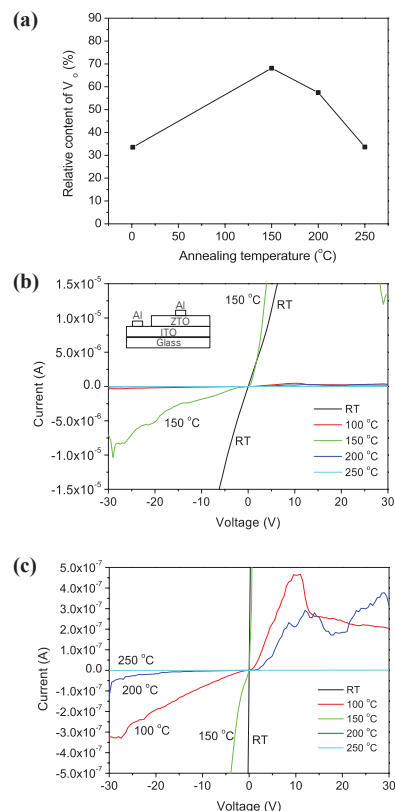 (a)
Relative content of Vo (%)
90
80
70
60
50
40
30
20
10
0
0 50 100 150 200 250
Annealing temperature (°C)
(b)
Current (A)
1.5x10⁻⁵
1.0x10⁻⁵
5.0x10⁻⁶
0.0
-5.0x10⁻⁶
-1.0x10⁻⁵
-1.5x10⁻⁵
Al
Al
ZTO
ITO
Glass
150 °C
RT
150 °C
RT
RT
100 °C
150 °C
200 °C
250 °C
-30 -20 -10 0 10 20 30
Voltage (V)
(c)
Current (A)
5.0x10⁻⁷
4.0x10⁻⁷
3.0x10⁻⁷
2.0x10⁻⁷
1.0x10⁻⁷
0.0
-1.0x10⁻⁷
-2.0x10⁻⁷
-3.0x10⁻⁷
-4.0x10⁻⁷
-5.0x10⁻⁷
250 °C
200 °C
100 °C
150 °C
RT
RT
100 °C
150 °C
200 °C
250 °C
-30 -20 -10 0 10 20 30
Voltage (V)